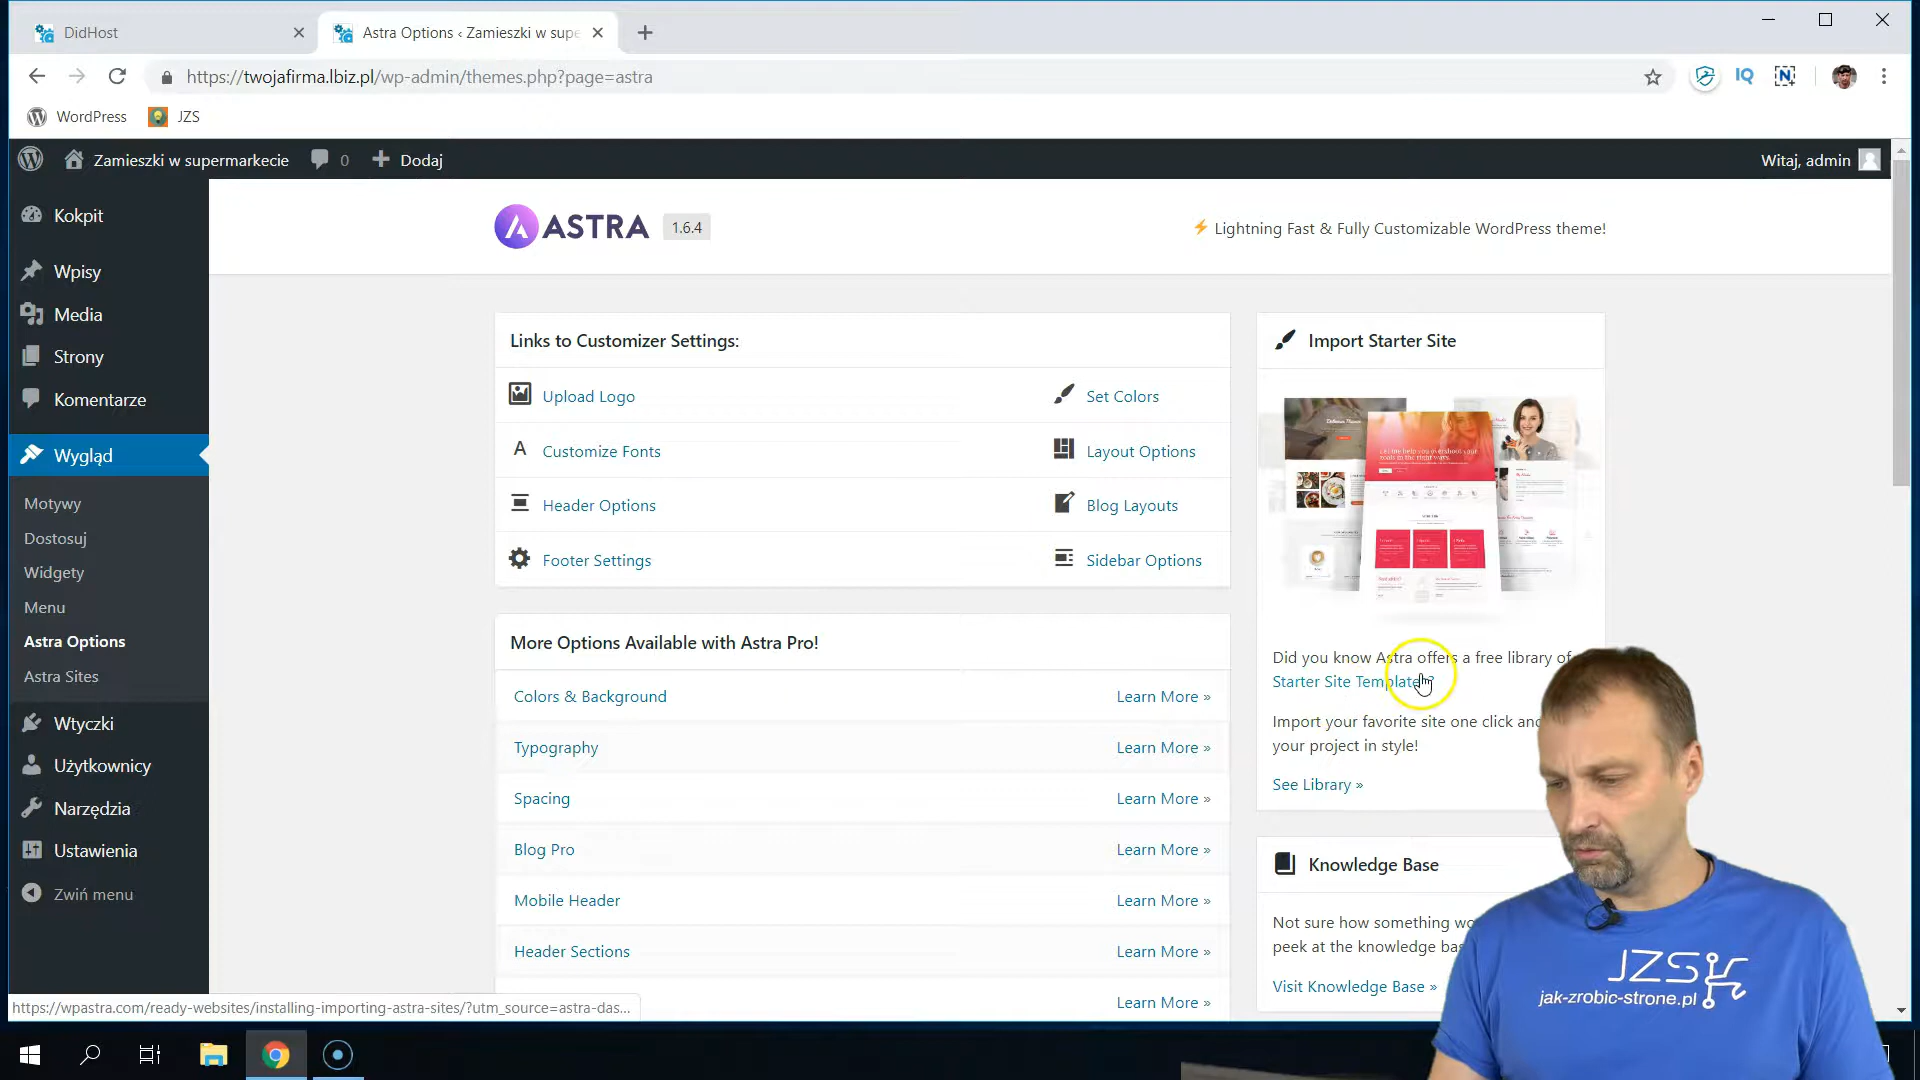 DidHost
Astra Options ‹ Zamieszki w supe
https://twojafirma.lbiz.pl/wp-admin/themes.php?page=astra
IQ
N
WordPress
JZS
Zamieszki w supermarkecie
0
Dodaj
Witaj, admin
Kokpit
Wpisy
Media
Strony
Komentarze
Wygląd
Motywy
Dostosuj
Widgety
Menu
Astra Options
Astra Sites
Wtyczki
Użytkownicy
Narzędzia
Ustawienia
Zwiń menu
ASTRA
1.6.4
Lightning Fast & Fully Customizable WordPress theme!
Links to Customizer Settings:
Upload Logo
Set Colors
Customize Fonts
Layout Options
Header Options
Blog Layouts
Footer Settings
Sidebar Options
More Options Available with Astra Pro!
Colors & Background
Learn More »
Typography
Learn More »
Spacing
Learn More »
Blog Pro
Learn More »
Mobile Header
Learn More »
Header Sections
Learn More »
Learn More »
Import Starter Site
Did you know Astra offers a free library of
Starter Site Template
Import your favorite site one click and
your project in style!
See Library »
Knowledge Base
Not sure how something wo
peek at the knowledge bas
Visit Knowledge Base »
JZS
jak-zrobic-strone.pl
https://wpastra.com/ready-websites/installing-importing-astra-sites/?utm_source=astra-das...